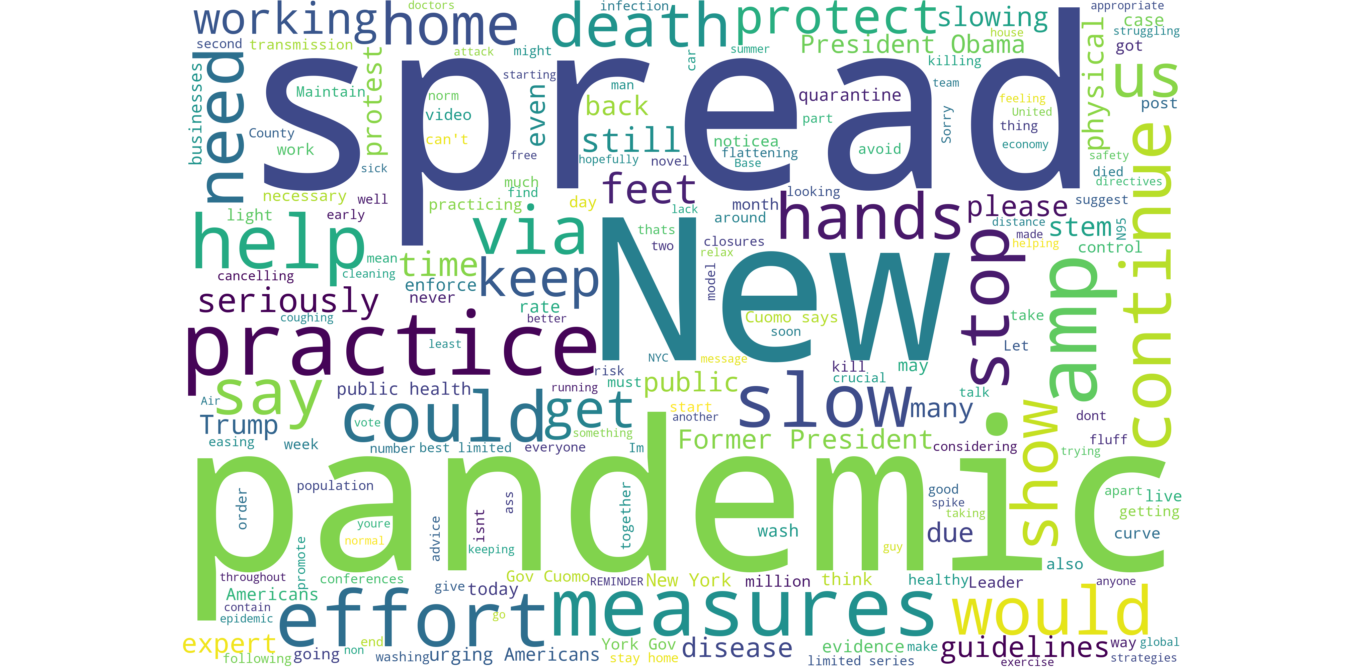 working
home
doctors
death
infection
protect
slowing
appropriate
case
struggling
second
transmission
attack
might
summer
car
President Obama
killing
house
physical
got
us
businesses
need
Maintain
protest
norm
starting
man
spread
team
feeling
post
video
even
back
quarantine
part
Sorry
United
thing
County
work
can't
still
noticea
avoid
economy
sick
free
hopefully
novel
flattening
Base
safety
died
directives
necessary
well
much
find
feet
looking
continue
practicing
day
month
hands
please
suggest
light
early
lack
around
distance
stem
N95
help
via
thats
made
mean
time
two
closures
helping
control
cancelling
cleaning
keep
New
relax
stop
amp
enforce
model
seriously
never
rate
Cuomo says
take
coughing
better
soon
practice
least
NYC
message
Let
say
public health
risk
must
public
kill
crucial
may
slow
talk
Air
running
Trump
vote
could
get
start
another
many
dont
easing
week
something
Former President
show
fluff
number
best limited
everyone
Im
considering
trying
pandemic
population
order
youre
normal
advice
isnt
ass
together
keeping
wash
guy
good
spike
taking
due
apart
live
getting
curve
promote
also
throughout
conferences
Gov Cuomo
REMINDER
New York
million
think
healthy
Leader
anyone
Americans
give
today
contain
epidemic
effort
go
measures
would
expert
following
going
end
non
washing
urging Americans
York Gov
stay home
disease
evidence
limited series
make
guidelines
exercise
way
global
strategies